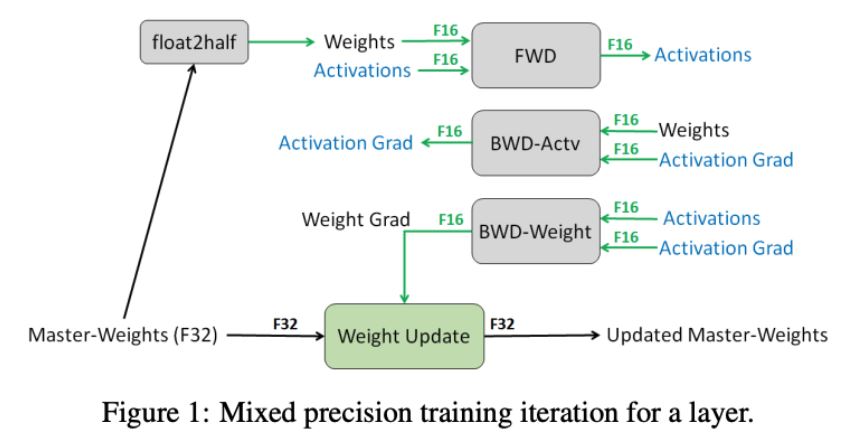 float2half
Weights
F16
Activations
F16
FWD
F16
Activations
Activation Grad
F16
BWD-Actv
F16
Weights
F16
Activation Grad
Weight Grad
F16
BWD-Weight
F16
Activations
F16
Activation Grad
Master-Weights (F32)
F32
Weight Update
F32
Updated Master-Weights
Figure 1: Mixed precision training iteration for a layer.